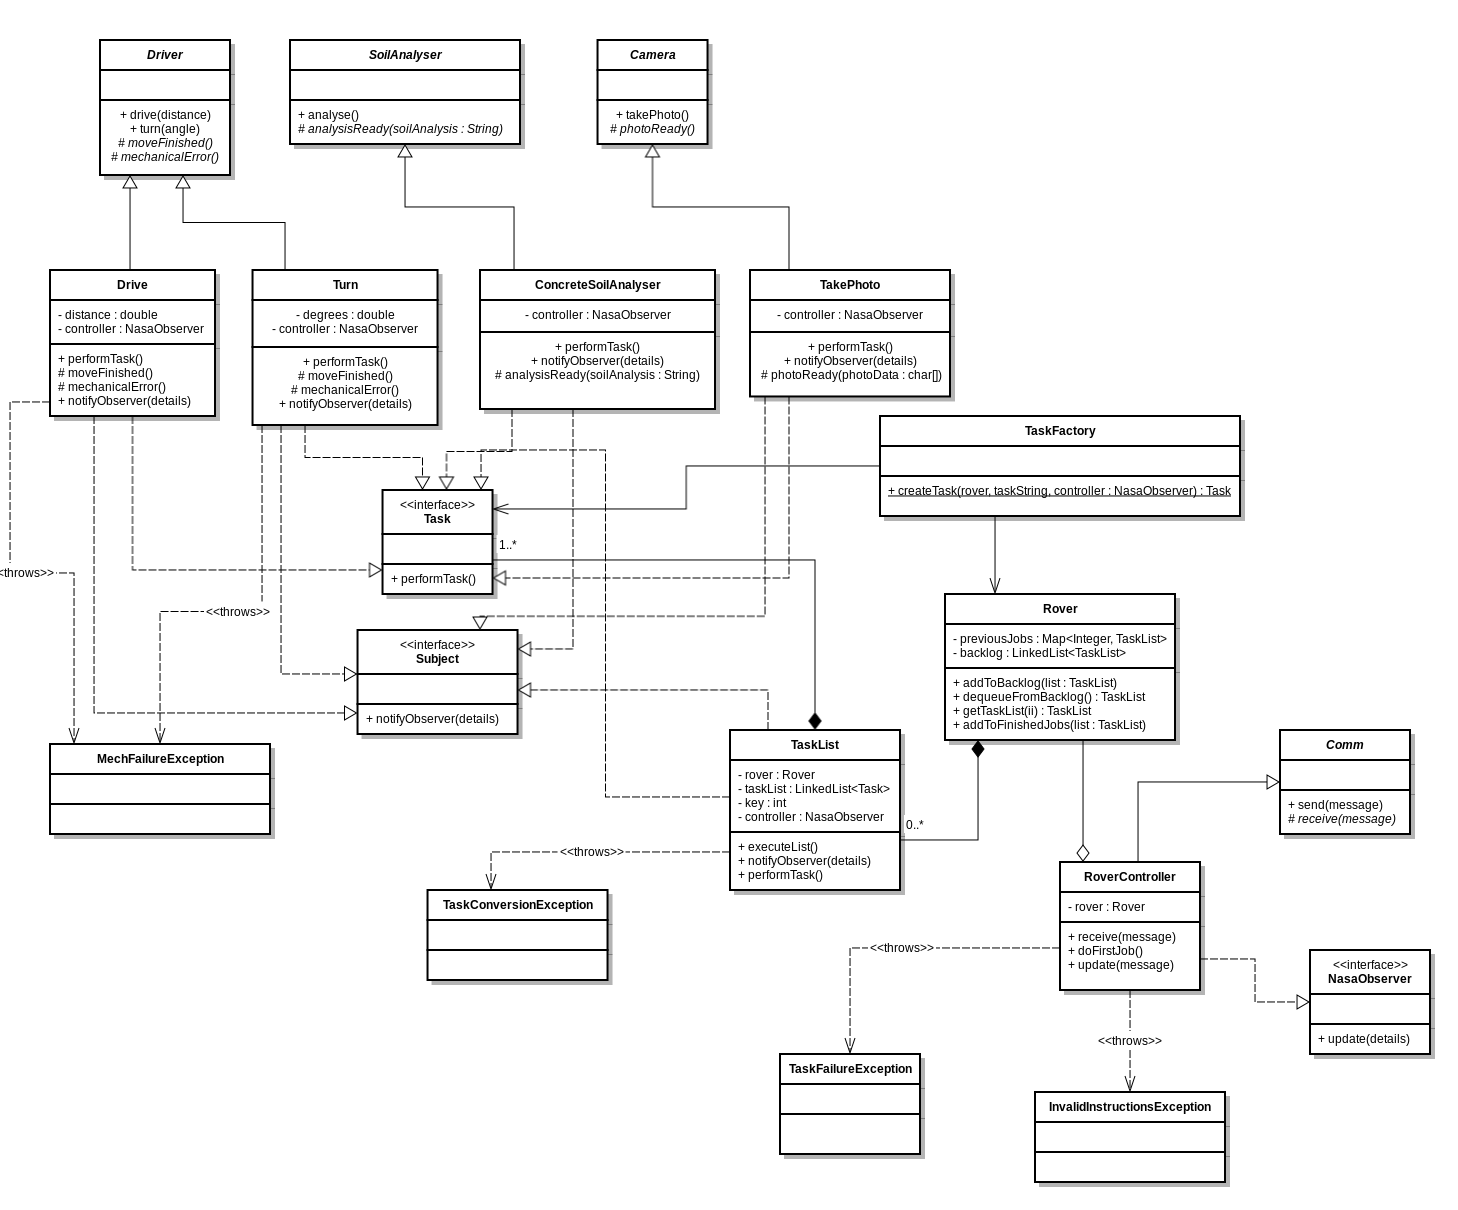 Driver
+ drive(distance)
+ turn(angle)
# moveFinished()
# mechanicalError()
SoilAnalyser
+ analyse()
# analysisReady(soilAnalysis : String)
Camera
+ takePhoto()
# photoReady()
Drive
- distance : double
- controller : NasaObserver
+ performTask()
# moveFinished()
# mechanicalError()
+ notifyObserver(details)
Turn
- degrees : double
- controller : NasaObserver
+ performTask()
# moveFinished()
# mechanicalError()
+ notifyObserver(details)
ConcreteSoilAnalyser
- controller : NasaObserver
+ performTask()
+ notifyObserver(details)
# analysisReady(soilAnalysis : String)
TakePhoto
- controller : NasaObserver
+ performTask()
+ notifyObserver(details)
# photoReady(photoData : char[])
TaskFactory
+ createTask(rover, taskString, controller : NasaObserver) : Task
<<interface>>
Task
+ performTask()
1..*
<throws>>
<<throws>>
<<interface>>
Subject
+ notifyObserver(details)
Rover
- previousJobs : Map<Integer, TaskList>
- backlog : LinkedList<TaskList>
+ addToBacklog(list : TaskList)
+ dequeueFromBacklog() : TaskList
+ getTaskList(ii) : TaskList
+ addToFinishedJobs(list : TaskList)
MechFailureException
TaskList
- rover : Rover
- taskList : LinkedList<Task>
- key : int
- controller : NasaObserver
+ executeList()
+ notifyObserver(details)
+ performTask()
0..*
Comm
+ send(message)
# receive(message)
<<throws>>
TaskConversionException
RoverController
- rover : Rover
+ receive(message)
+ doFirstJob()
+ update(message)
<<throws>>
<<interface>>
NasaObserver
+ update(details)
<<throws>>
TaskFailureException
InvalidInstructionsException